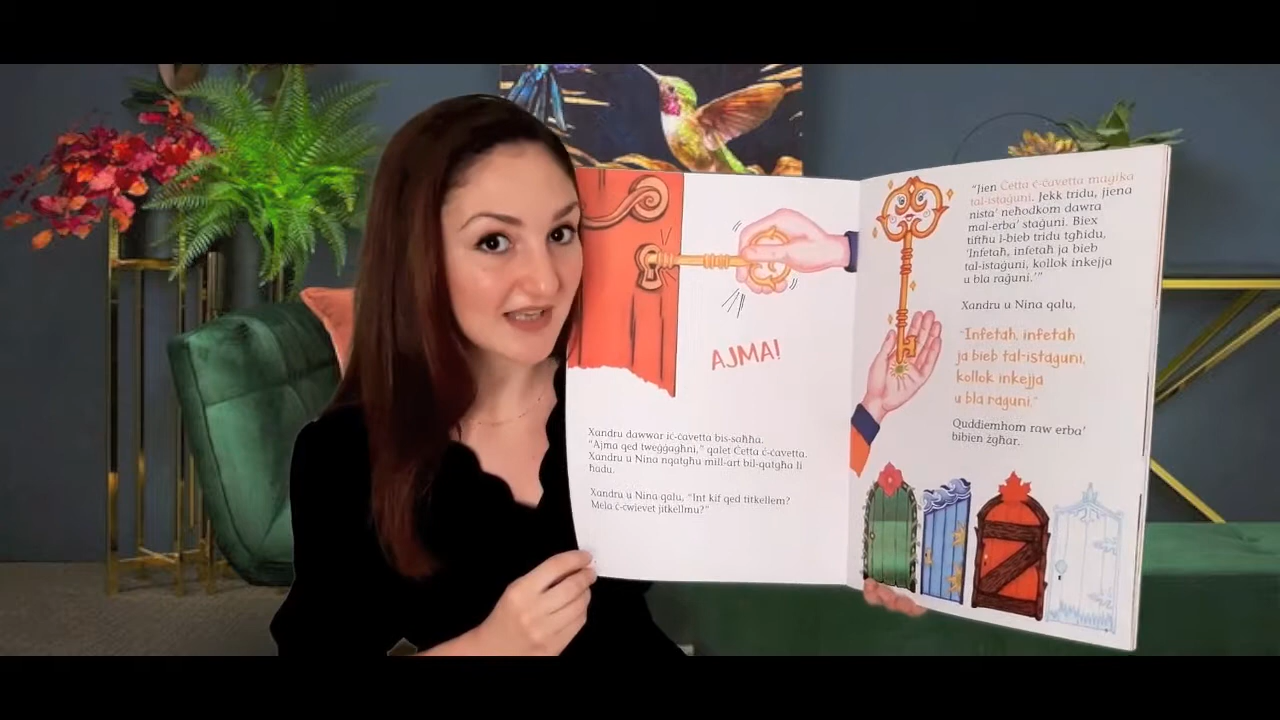 AJMA!
Xandru dawwar iċ-ċavetta bis-saħħa.
“Ajma qed tweġġagħni,” qalet Ċetta ċ-ċavetta.
Xandru u Nina nqatgħu mill-art bil-qatgħa li
ħadu.
Xandru u Nina qalu, “Int kif qed titkellem?
Mela ċ-ċwievet jitkellmu?”
“Jien Ċetta ċ-ċavetta maġika
tal-istaġuni. Jekk tridu, jiena
nista’ neħodkom dawra
mal-erba’ staġuni. Biex
tiftħu l-bieb tridu tgħidu,
‘Infetaħ, infetaħ ja bieb
tal-istaġuni, kollok inkejja
u bla raġuni.’”
Xandru u Nina qalu,
“Infetaħ, infetaħ
ja bieb tal-istaġuni,
kollok inkejja
u bla raġuni.”
Quddiemhom raw erba’
bibien żgħar.